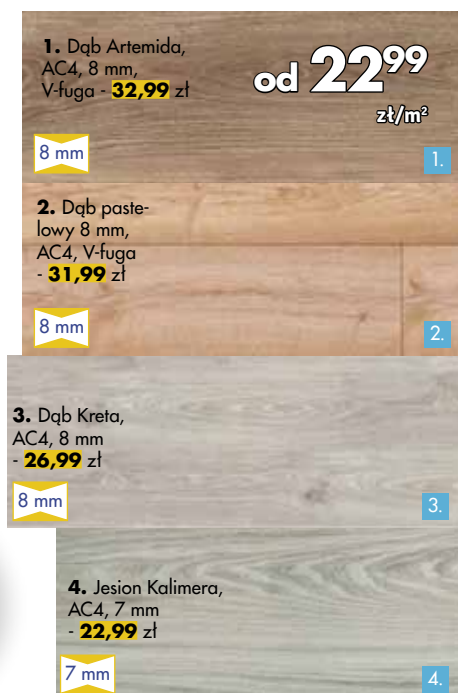 1. Dąb Artemida,
AC4, 8 mm,
V-fuga - 32,99 zł
od 2299
zł/m²
8 mm
1.
2. Dąb paste-
lowy 8 mm,
AC4, V-fuga
- 31,99 zł
8 mm
2.
3. Dąb Kreta,
AC4, 8 mm
- 26,99 zł
8 mm
3.
4. Jesion Kalimera,
AC4, 7 mm
- 22,99 zł
7 mm
4.